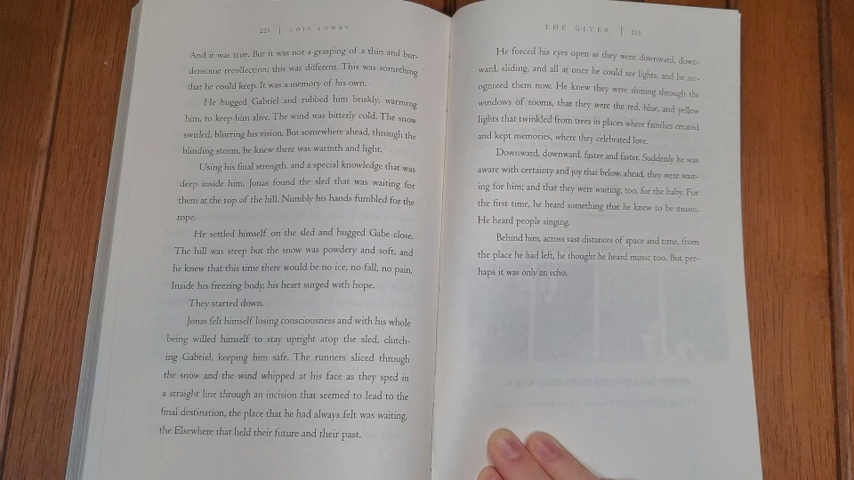 224 | LOIS LOWRY
And it was true. But it was not a grasping of a thin and bur-
densome recollection; this was different. This was something
that he could keep. It was a memory of his own.
He hugged Gabriel and rubbed him briskly, warming
him, to keep him alive. The wind was bitterly cold. The snow
swirled, blurring his vision. But somewhere ahead, through the
blinding storm, he knew there was warmth and light.
Using his final strength, and a special knowledge that was
deep inside him, Jonas found the sled that was waiting for
them at the top of the hill. Numbly his hands fumbled for the
rope.
He settled himself on the sled and hugged Gabe close.
The hill was steep but the snow was powdery and soft, and
he knew that this time there would be no ice, no fall, no pain.
Inside his freezing body, his heart surged with hope.
They started down.
Jonas felt himself losing consciousness and with his whole
being willed himself to stay upright atop the sled, clutch-
ing Gabriel, keeping him safe. The runners sliced through
the snow and the wind whipped at his face as they sped in
a straight line through an incision that seemed to lead to the
final destination, the place that he had always felt was waiting,
the Elsewhere that held their future and their past.
THE GIVER | 225
He forced his eyes open as they went downward, down-
ward, sliding, and all at once he could see lights, and he rec-
ognized them now. He knew they were shining through the
windows of rooms, that they were the red, blue, and yellow
lights that twinkled from trees in places where families created
and kept memories, where they celebrated love.
Downward, downward, faster and faster. Suddenly he was
aware with certainty and joy that below, ahead, they were wait-
ing for him; and that they were waiting, too, for the baby. For
the first time, he heard something that he knew to be music.
He heard people singing.
Behind him, across vast distances of space and time, from
the place he had left, he thought he heard music too. But per-
haps it was only an echo.